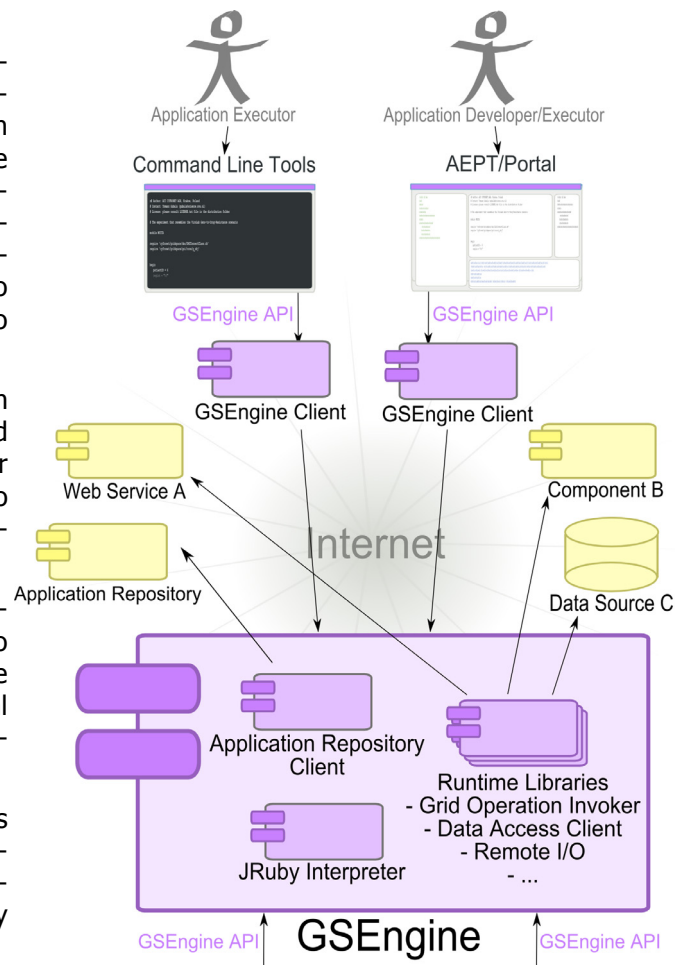 Application Executor
Application Developer/Executor
Command Line Tools
AEPT/Portal
GSEngine API
GSEngine API
GSEngine Client
GSEngine Client
Web Service A
Component B
Internet
Application Repository
Data Source C
Application Repository
Client
Runtime Libraries
- Grid Operation Invoker
- Data Access Client
- Remote I/O
- ...
JRuby Interpreter
GSEngine
GSEngine API
GSEngine API